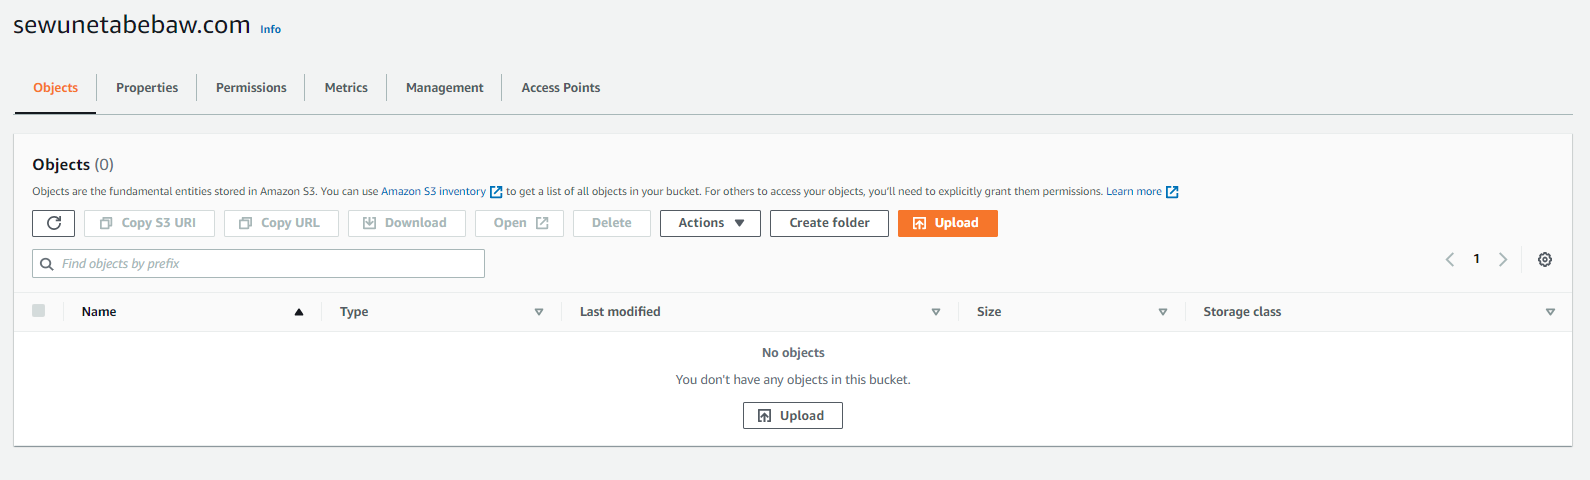 sewunetabebaw.com Info
Objects Properties Permissions Metrics Management Access Points
Objects (0)
Objects are the fundamental entities stored in Amazon S3. You can use Amazon S3 inventory to get a list of all objects in your bucket. For others to access your objects, you'll need to explicitly grant them permissions. Learn more
Copy S3 URI Copy URL Download Open Delete Actions Create folder Upload
Find objects by prefix 1
Name Type Last modified Size Storage class
No objects
You don't have any objects in this bucket.
Upload